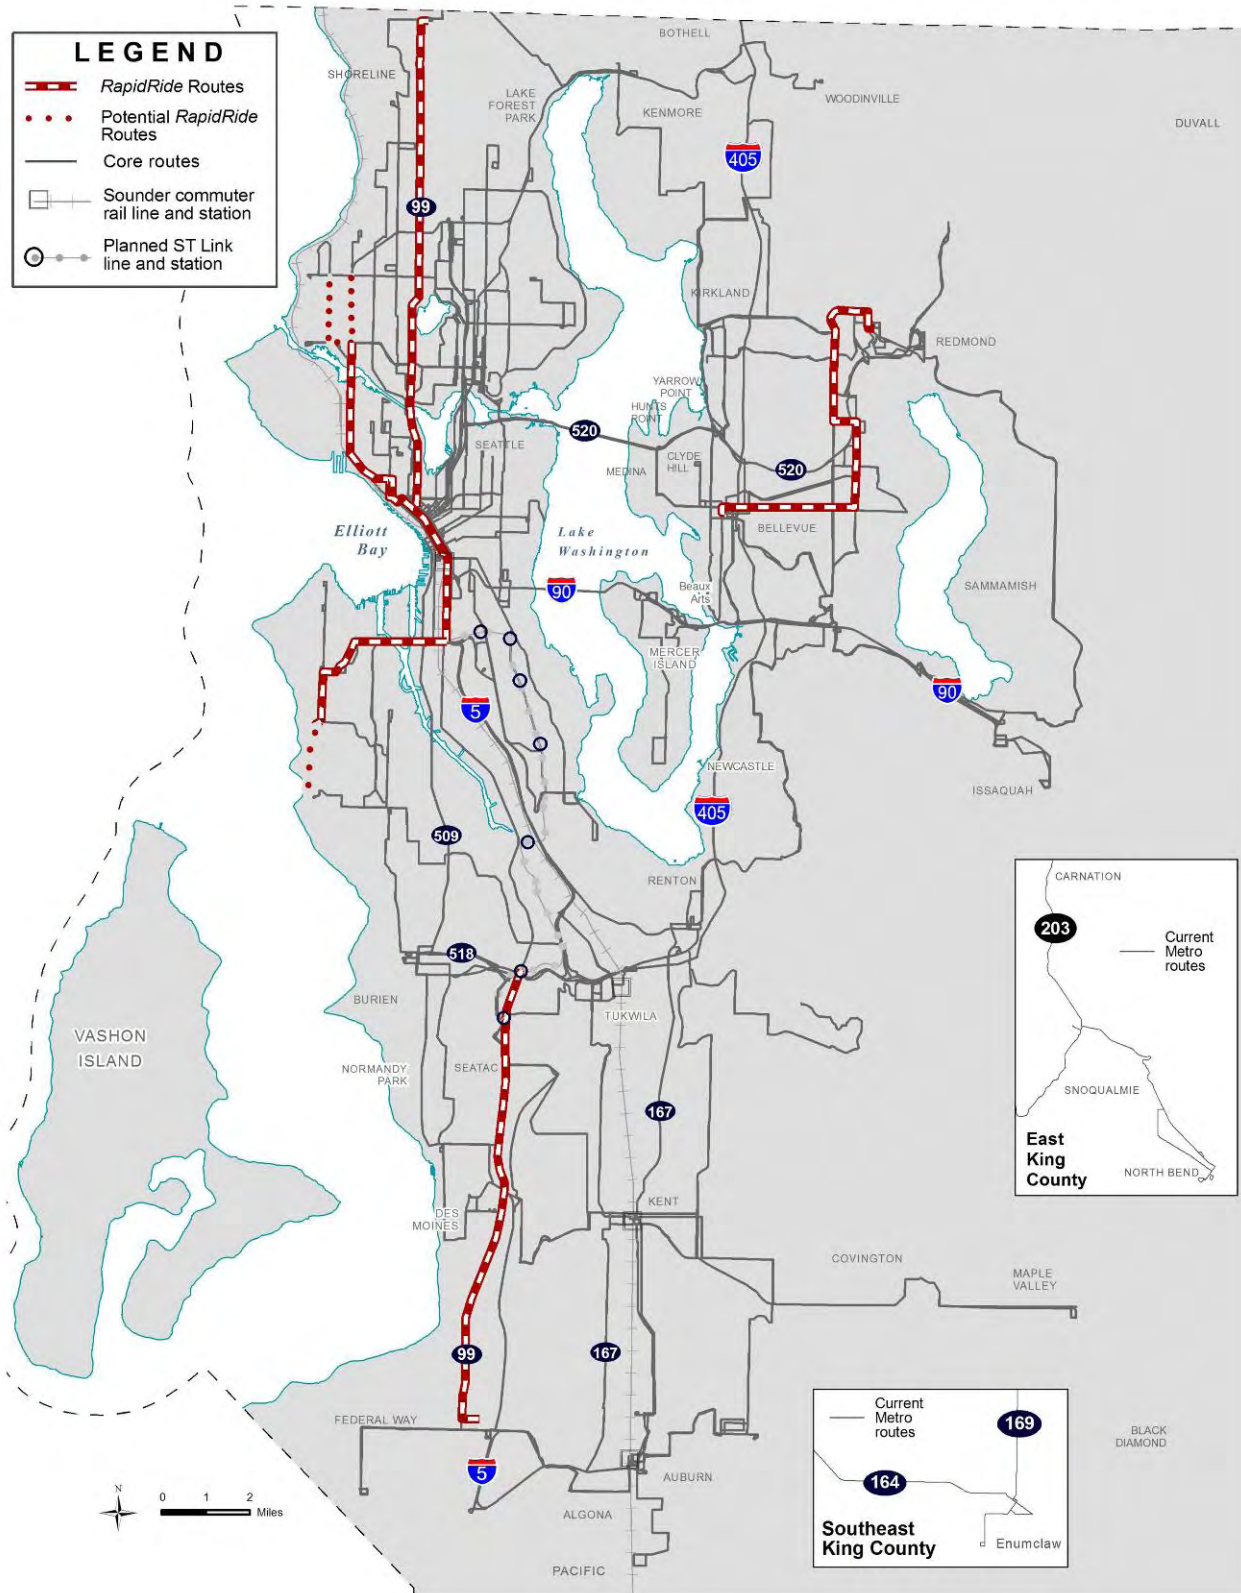 LEGEND
RapidRide Routes
Potential RapidRide
Routes
Core routes
Sounder commuter
rail line and station
Planned ST Link
line and station
BOTHELL
SHORELINE
LAKE
FOREST
PARK
KENMORE
WOODINVILLE
DUVALL
405
99
KIRKLAND
REDMOND
YARROW
POINT
HUNTS
POINT
520
SEATTLE
CLYDE
HILL
MEDINA
520
BELLEVUE
Elliott
Bay
Lake
Washington
90
Beaux
Arts
SAMMAMISH
MERCER
ISLAND
90
5
NEWCASTLE
ISSAQUAH
405
509
RENTON
CARNATION
203
Current
Metro
routes
518
BURIEN
TUKWILA
VASHON
ISLAND
NORMANDY
PARK
SEATAC
SNOQUALMIE
167
East
King
County
NORTH BEND
KENT
DES
MOINES
COVINGTON
MAPLE
VALLEY
99
167
FEDERAL WAY
Current
Metro
routes
169
BLACK
DIAMOND
5
AUBURN
164
N
S
0 1 2
Miles
ALGONA
Southeast
King County
Enumclaw
PACIFIC